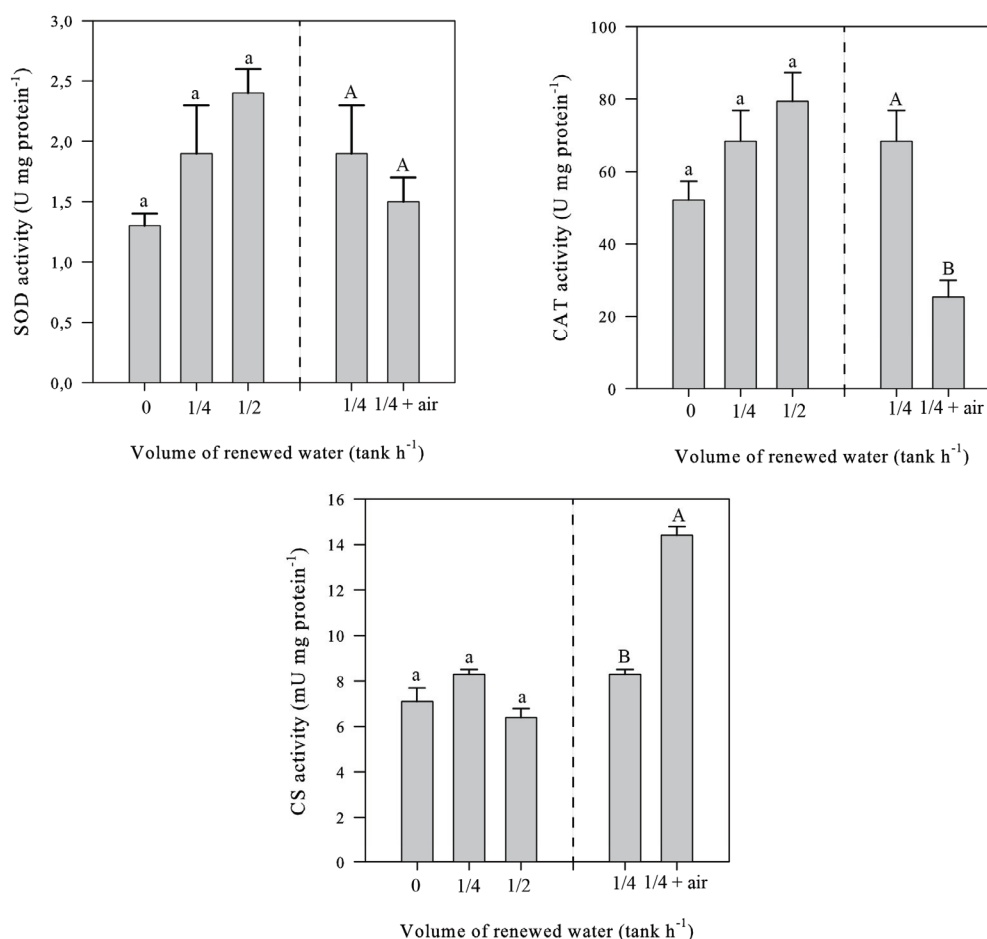 SOD activity (U mg protein⁻¹)
3,0
2,5
2,0
1,5
1,0
0,5
0,0
a
a
a
A
A
0
1/4
1/2
1/4
1/4 + air
Volume of renewed water (tank h⁻¹)
CAT activity (U mg protein⁻¹)
100
80
60
40
20
0
a
a
a
A
B
0
1/4
1/2
1/4
1/4 + air
Volume of renewed water (tank h⁻¹)
CS activity (mU mg protein⁻¹)
16
14
12
10
8
6
4
2
0
a
a
a
B
A
0
1/4
1/2
1/4
1/4 + air
Volume of renewed water (tank h⁻¹)